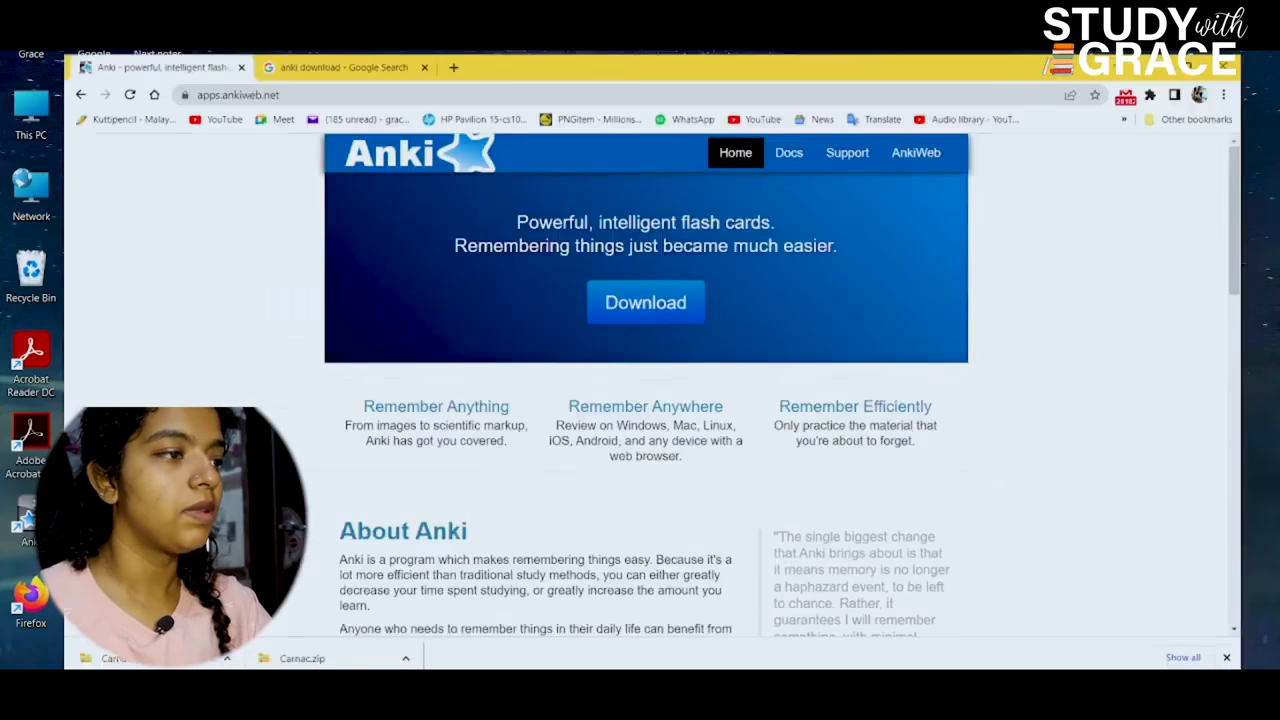 STUDY with
GRACE
Grace
Google
Next notes
Anki - powerful, intelligent flash
anki download - Google Search
apps.ankiweb.net
28182
Kuttipencil - Malay...
YouTube
Meet
(185 unread) - grac...
HP Pavilion 15-cs10...
PNGitem - Millions...
WhatsApp
YouTube
News
Translate
Audio library - YouT...
»
Other bookmarks
This PC
Network
Recycle Bin
Acrobat
Reader DC
Adobe
Acrobat
Firefox
Anki
Home
Docs
Support
AnkiWeb
Powerful, intelligent flash cards.
Remembering things just became much easier.
Download
Remember Anything
From images to scientific markup,
Anki has got you covered.
Remember Anywhere
Review on Windows, Mac, Linux,
iOS, Android, and any device with a
web browser.
Remember Efficiently
Only practice the material that
you're about to forget.
About Anki
Anki is a program which makes remembering things easy. Because it's a
lot more efficient than traditional study methods, you can either greatly
decrease your time spent studying, or greatly increase the amount you
learn.
Anyone who needs to remember things in their daily life can benefit from
"The single biggest change
that Anki brings about is that
it means memory is no longer
a haphazard event, to be left
to chance. Rather, it
guarantees I will remember
something, with minimal
Carnac.zip
Show all